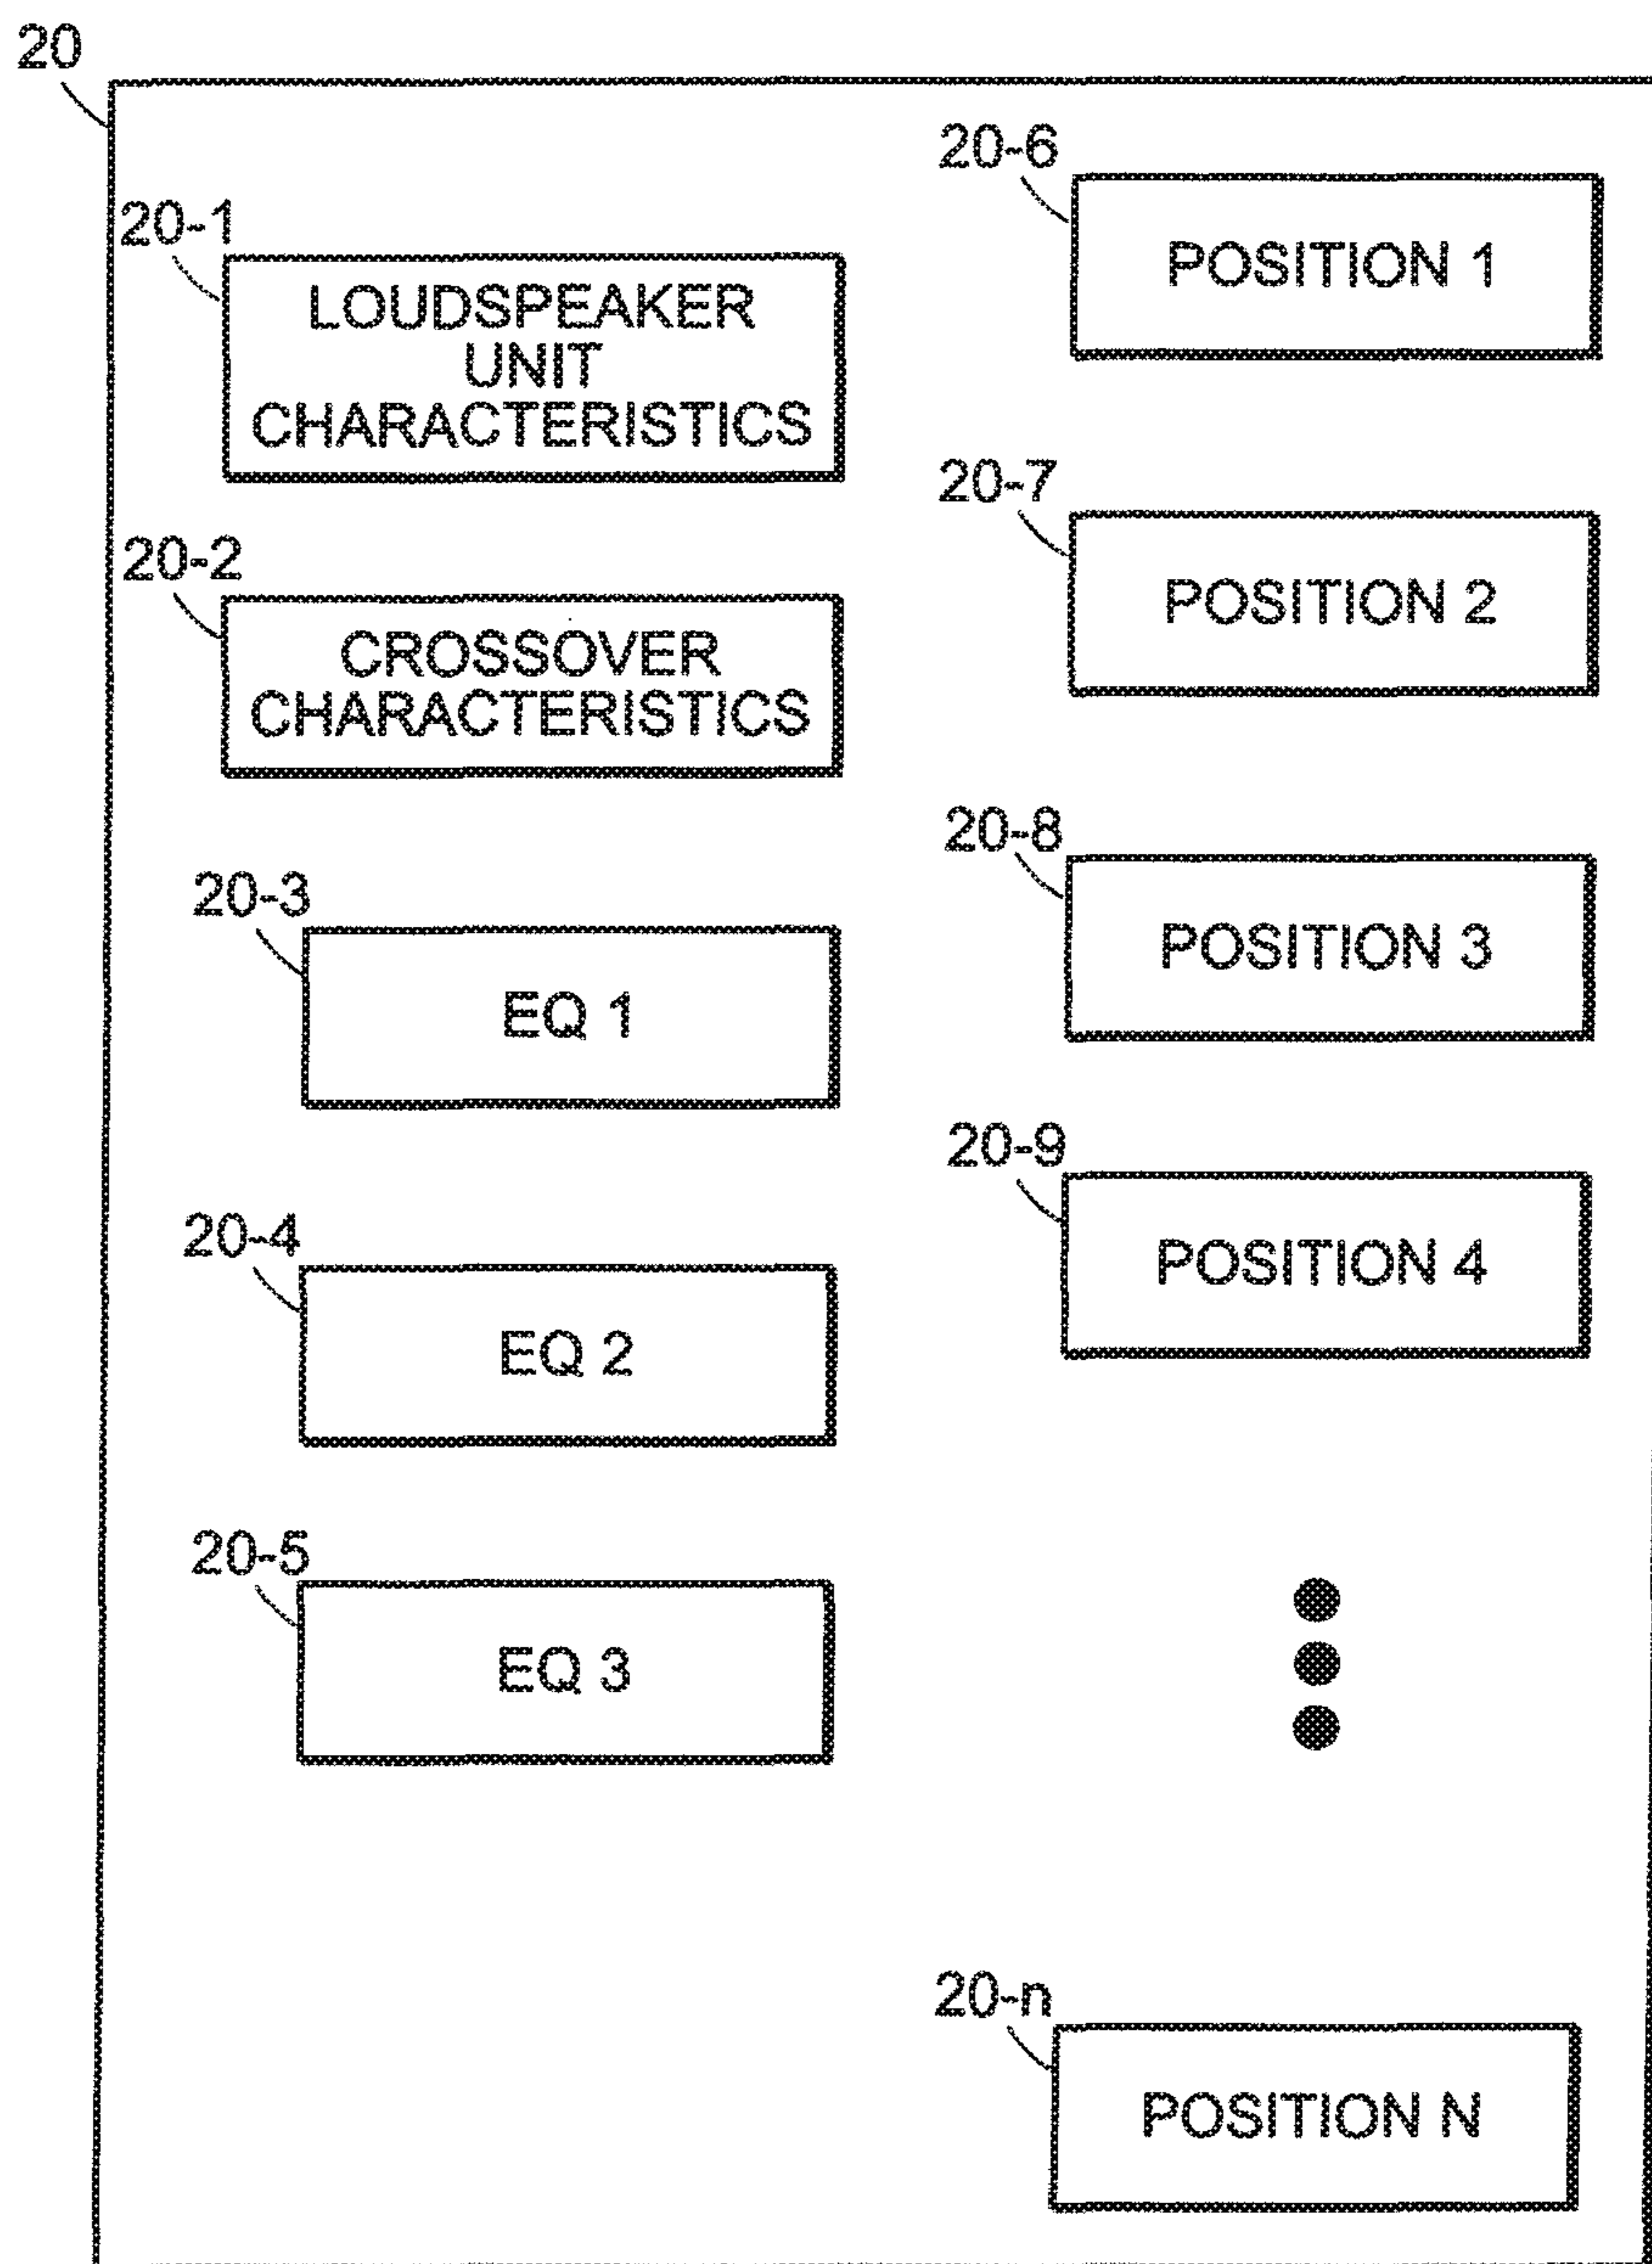 20
20-1
LOUDSPEAKER
UNIT
CHARACTERISTICS
20-2
CROSSOVER
CHARACTERISTICS
20-3
EQ 1
20-4
EQ 2
20-5
EQ 3
20-6
POSITION 1
20-7
POSITION 2
20-8
POSITION 3
20-9
POSITION 4
20-n
POSITION N